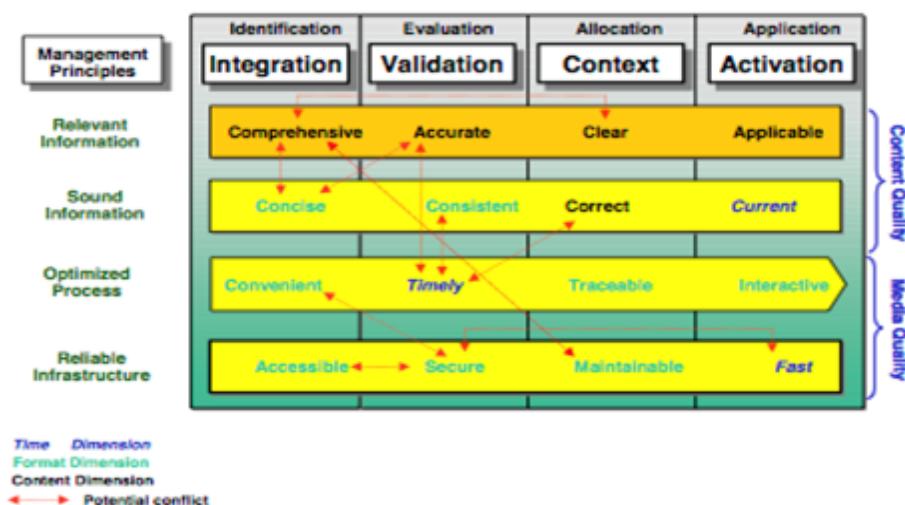 Identification Evaluation Allocation Application
Management
Principles
Integration Validation Context Activation
Relevant
Information
Comprehensive Accurate Clear Applicable
Content Quality
Sound
Information
Concise Consistent Correct Current
Optimized
Process
Convenient Timely Traceable Interactive
Media Quality
Reliable
Infrastructure
Accessible Secure Maintainable Fast
Time Dimension
Format Dimension
Content Dimension
Potential conflict